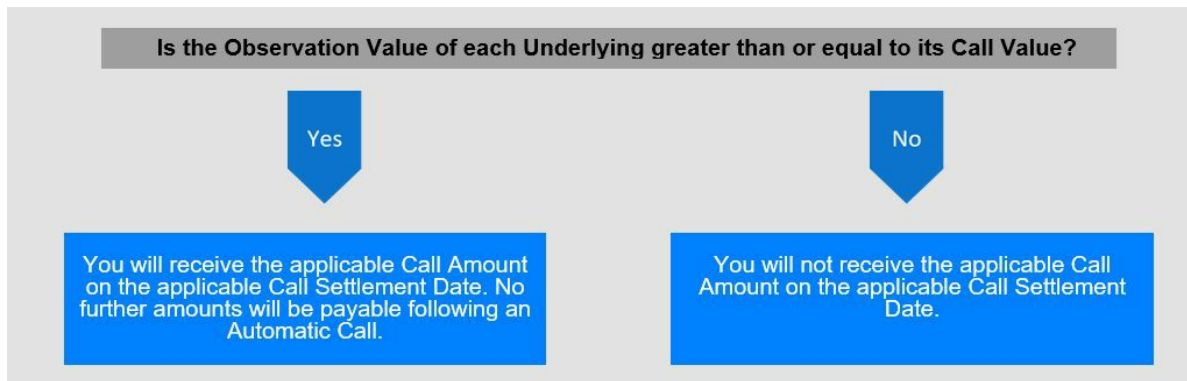 Is the Observation Value of each Underlying greater than or equal to its Call Value?
Yes
No
You will receive the applicable Call Amount
on the applicable Call Settlement Date. No
further amounts will be payable following an
Automatic Call.
You will not receive the applicable Call
Amount on the applicable Call Settlement
Date.